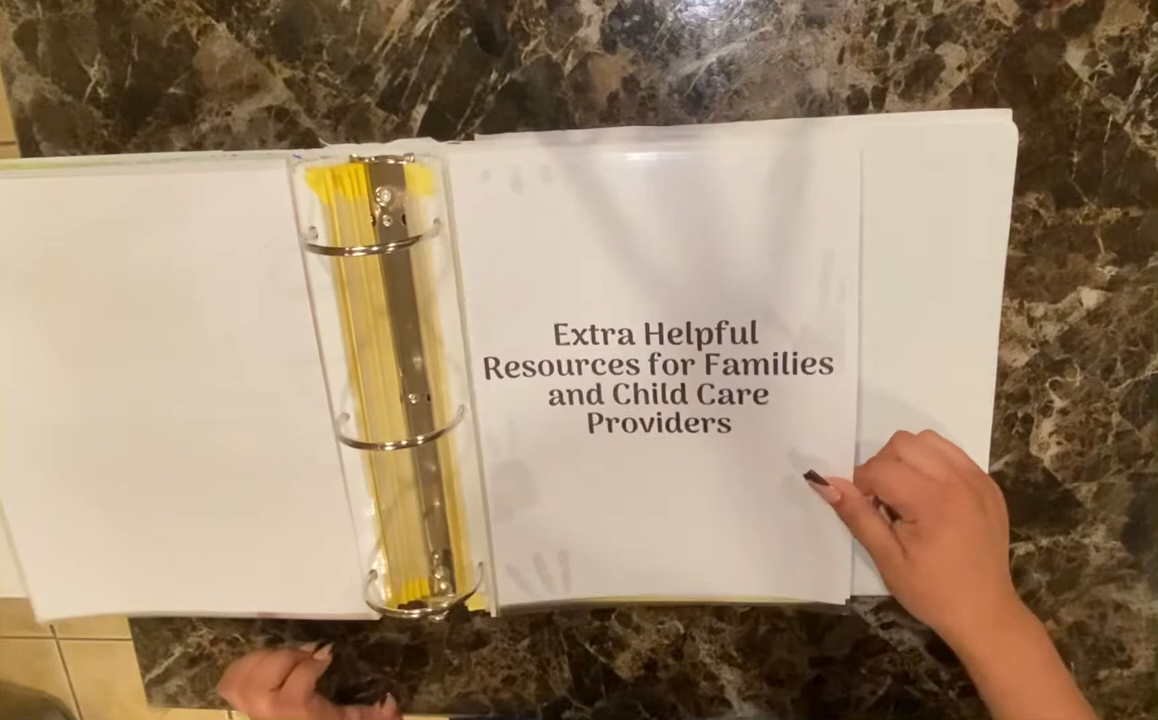 Extra Helpful
Resources for Families
and Child Care
Providers